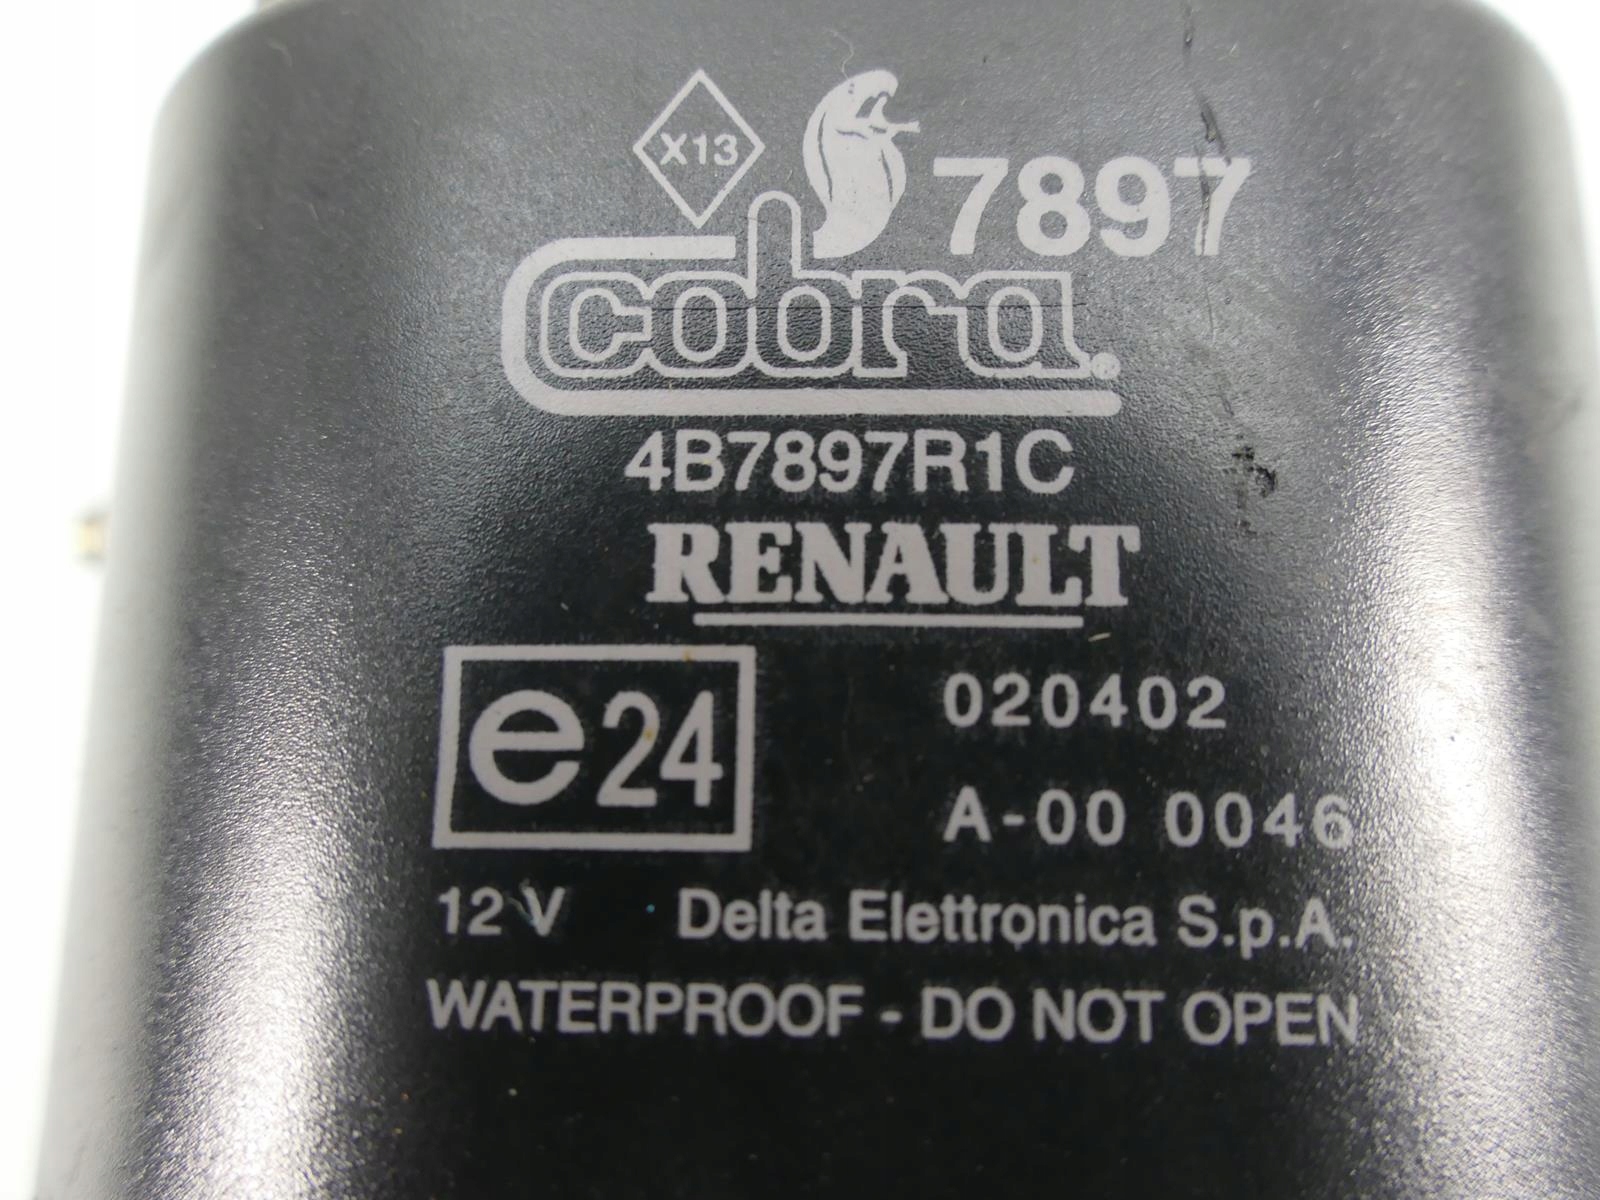 X13
7897
cobra®
4B7897R1C
RENAULT
e24
020402
A-00 0046
12 V Delta Elettronica S.p.A.
WATERPROOF - DO NOT OPEN